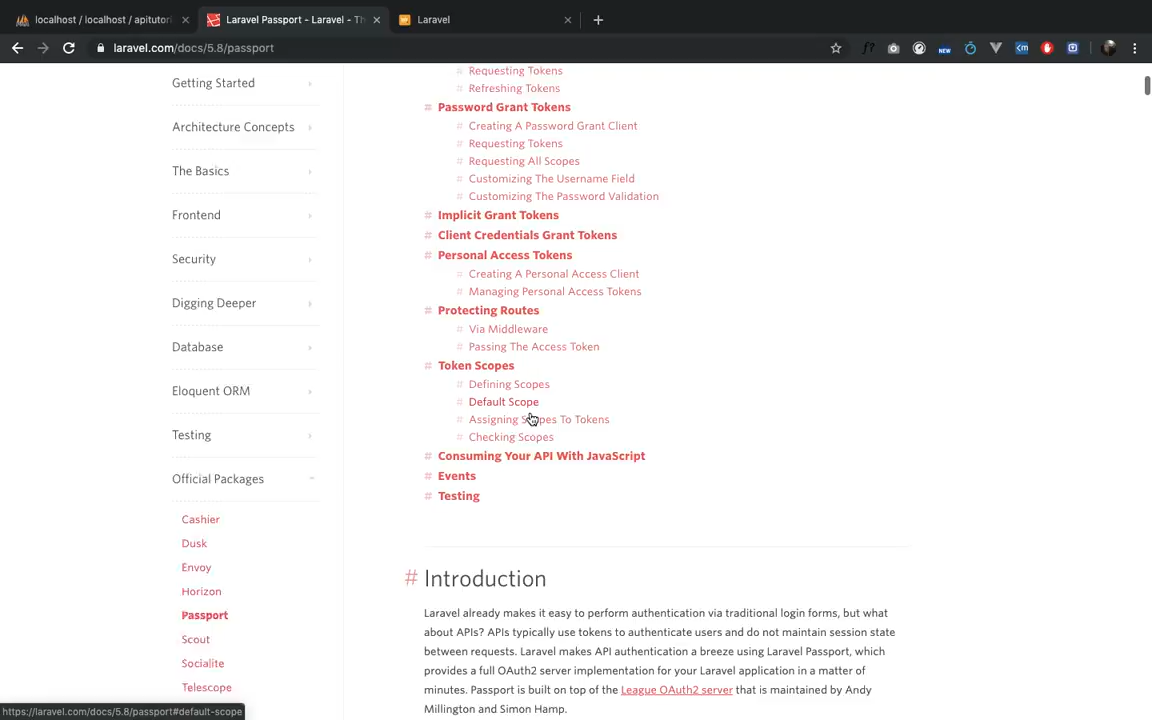 localhost / localhost / apitutori
Laravel Passport - Laravel - Th
Laravel
laravel.com/docs/5.8/passport
f?
NEW
<m
Getting Started
Architecture Concepts
The Basics
Frontend
Security
Digging Deeper
Database
Eloquent ORM
Testing
Official Packages
Cashier
Dusk
Envoy
Horizon
Passport
Scout
Socialite
Telescope
# Requesting Tokens
# Refreshing Tokens
# Password Grant Tokens
# Creating A Password Grant Client
# Requesting Tokens
# Requesting All Scopes
# Customizing The Username Field
# Customizing The Password Validation
# Implicit Grant Tokens
# Client Credentials Grant Tokens
# Personal Access Tokens
# Creating A Personal Access Client
# Managing Personal Access Tokens
# Protecting Routes
# Via Middleware
# Passing The Access Token
# Token Scopes
# Defining Scopes
# Default Scope
# Assigning Scopes To Tokens
# Checking Scopes
# Consuming Your API With JavaScript
# Events
# Testing
# Introduction
Laravel already makes it easy to perform authentication via traditional login forms, but what
about APIs? APIs typically use tokens to authenticate users and do not maintain session state
between requests. Laravel makes API authentication a breeze using Laravel Passport, which
provides a full OAuth2 server implementation for your Laravel application in a matter of
minutes. Passport is built on top of the League OAuth2 server that is maintained by Andy
Millington and Simon Hamp.
https://laravel.com/docs/5.8/passport#default-scope